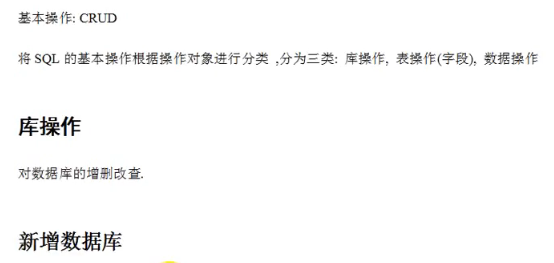 基本操作: CRUD
将 SQL 的基本操作根据操作对象进行分类 ,分为三类: 库操作, 表操作(字段), 数据操作
库操作
对数据库的增删改查.
新增数据库